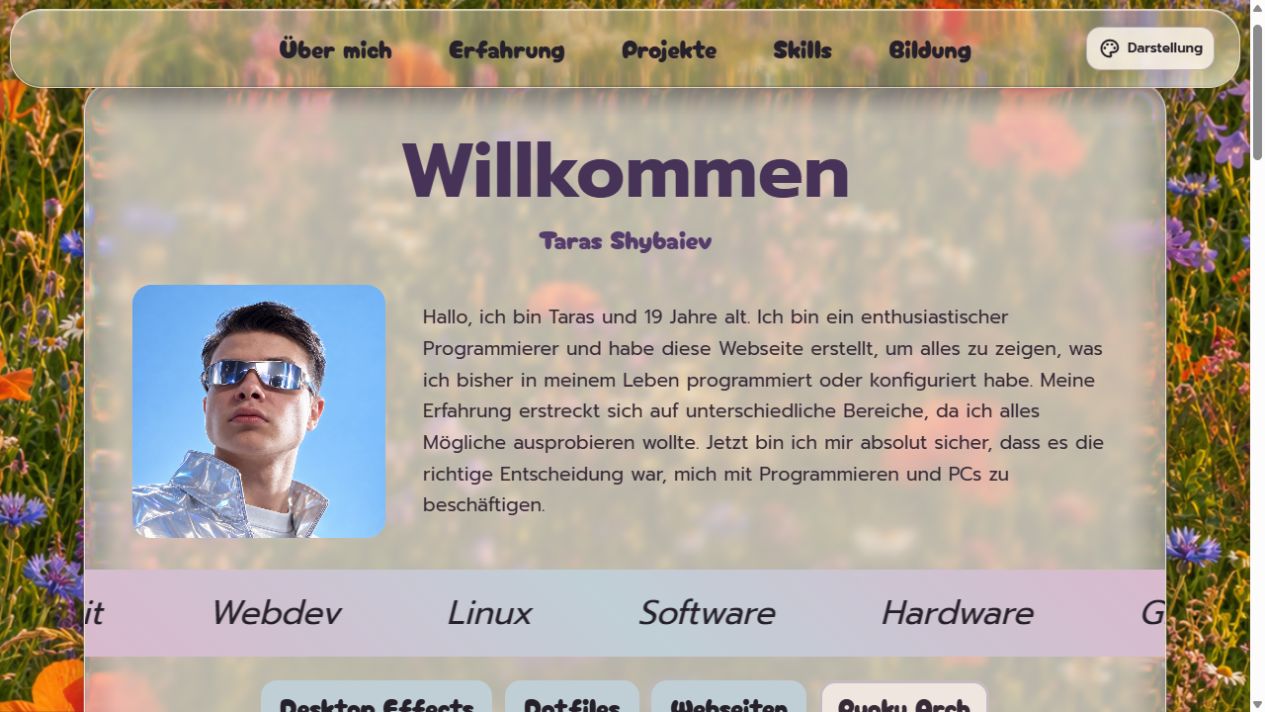 Über mich
Erfahrung
Projekte
Skills
Bildung
Darstellung
Willkommen
Taras Shybaiev
Hallo, ich bin Taras und 19 Jahre alt. Ich bin ein enthusiastischer
Programmierer und habe diese Webseite erstellt, um alles zu zeigen, was
ich bisher in meinem Leben programmiert oder konfiguriert habe. Meine
Erfahrung erstreckt sich auf unterschiedliche Bereiche, da ich alles
Mögliche ausprobieren wollte. Jetzt bin ich mir absolut sicher, dass es die
richtige Entscheidung war, mich mit Programmieren und PCs zu
beschäftigen.
it
Webdev
Linux
Software
Hardware
G
Desktop Effects
Dotfiles
Webseiten